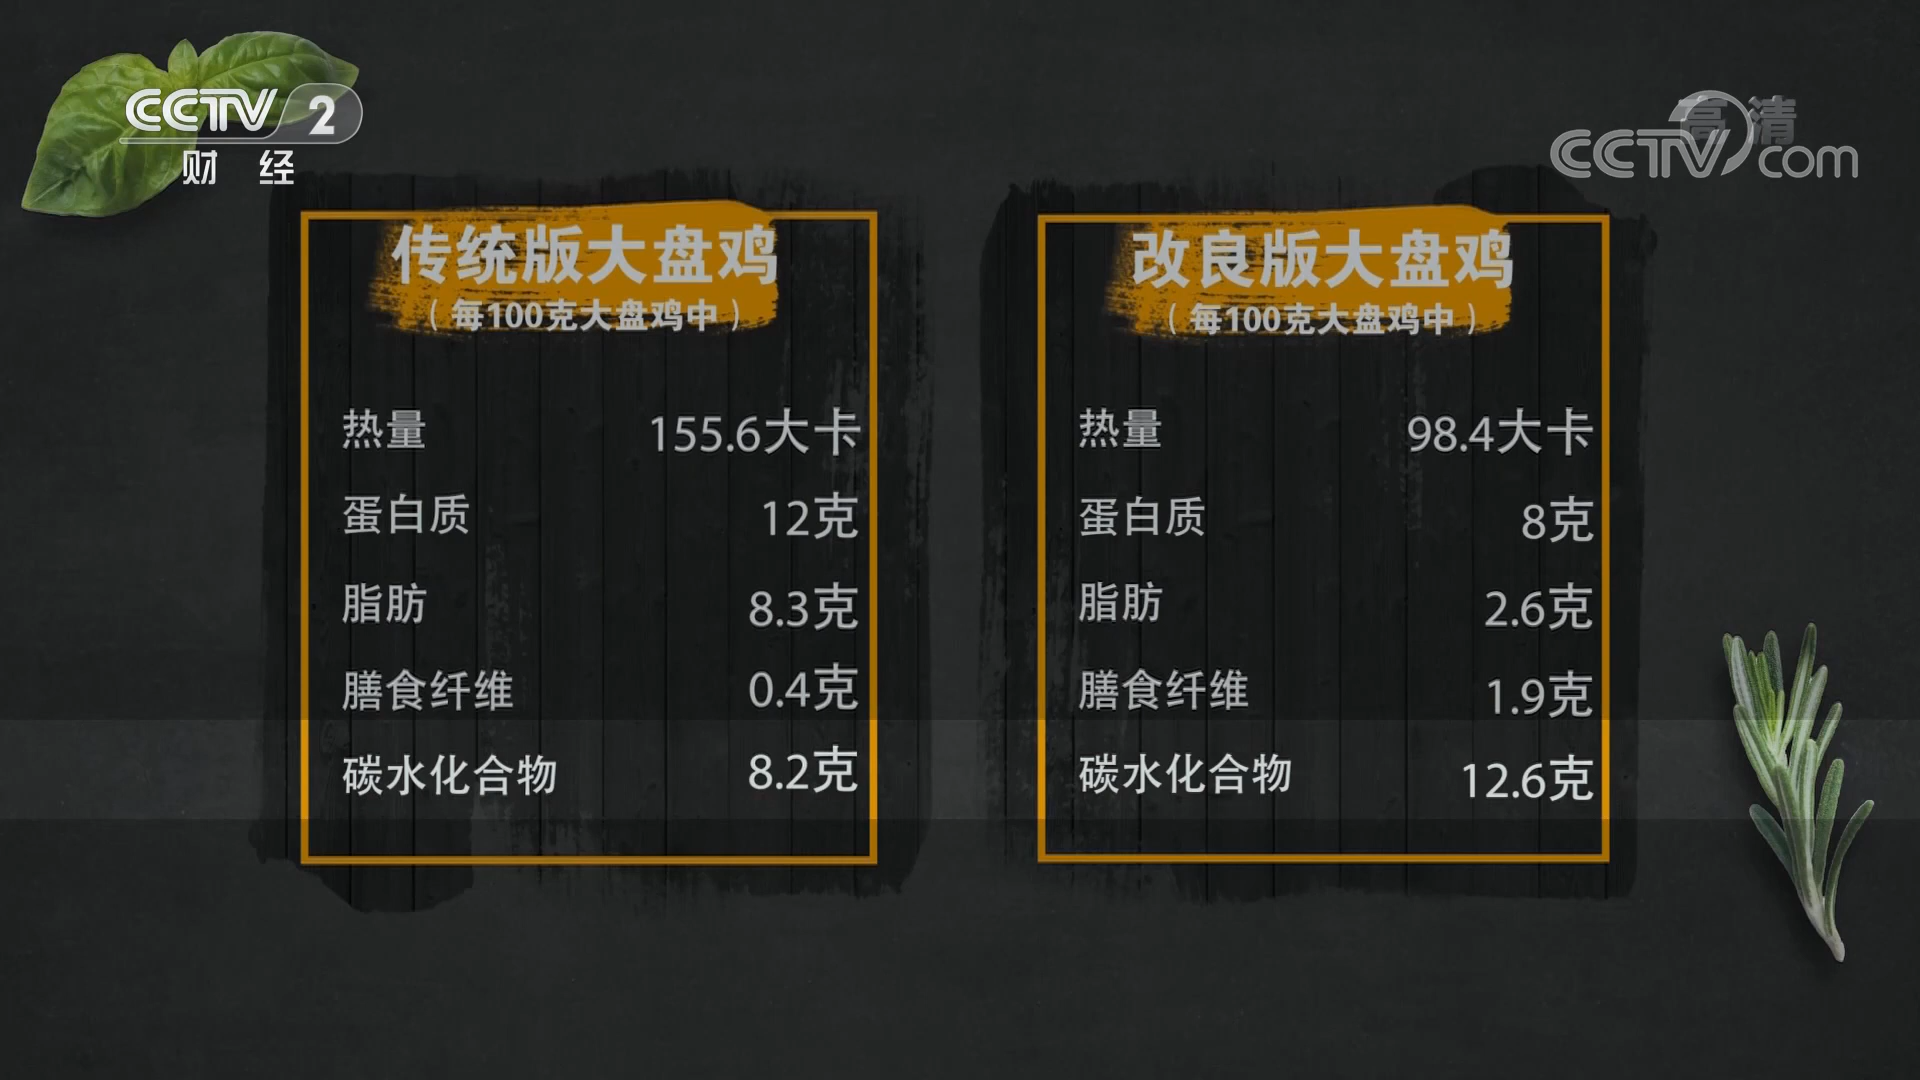 CCTV 2
财 经
高清
CCTV com
传统版大盘鸡
（每100克大盘鸡中）
热量 155.6大卡
蛋白质 12克
脂肪 8.3克
膳食纤维 0.4克
碳水化合物 8.2克
改良版大盘鸡
（每100克大盘鸡中）
热量 98.4大卡
蛋白质 8克
脂肪 2.6克
膳食纤维 1.9克
碳水化合物 12.6克